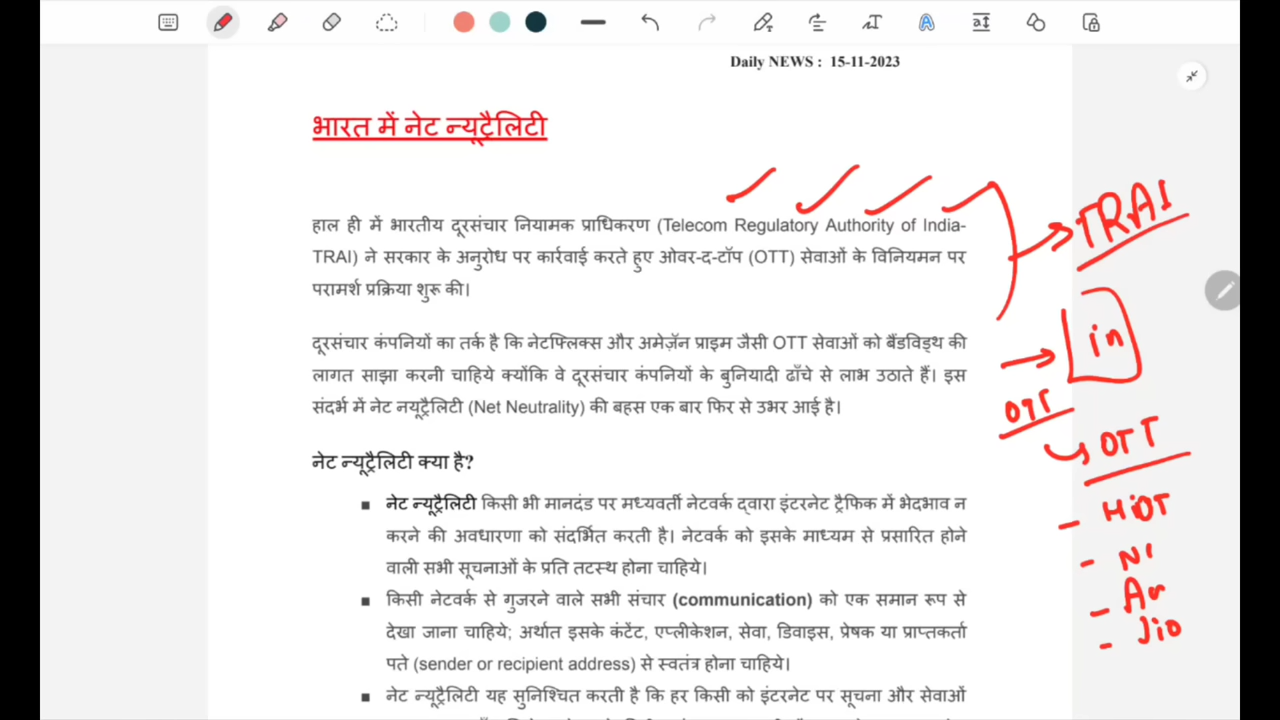 Daily NEWS : 15-11-2023
भारत में नेट न्यूट्रैलिटी
हाल ही में भारतीय दूरसंचार नियामक प्राधिकरण (Telecom Regulatory Authority of India-
TRAI) ने सरकार के अनुरोध पर कार्रवाई करते हुए ओवर-द-टॉप (OTT) सेवाओं के विनियमन पर
परामर्श प्रक्रिया शुरू की।
दूरसंचार कंपनियों का तर्क है कि नेटफ्लिक्स और अमेज़ॅन प्राइम जैसी OTT सेवाओं को बैंडविड्थ की
लागत साझा करनी चाहिये क्योंकि वे दूरसंचार कंपनियों के बुनियादी ढाँचे से लाभ उठाते हैं। इस
संदर्भ में नेट नयूट्रैलिटी (Net Neutrality) की बहस एक बार फिर से उभर आई है।
नेट न्यूट्रैलिटी क्या है?
नेट न्यूट्रैलिटी किसी भी मानदंड पर मध्यवर्ती नेटवर्क द्वारा इंटरनेट ट्रैफिक में भेदभाव न
करने की अवधारणा को संदर्भित करती है। नेटवर्क को इसके माध्यम से प्रसारित होने
वाली सभी सूचनाओं के प्रति तटस्थ होना चाहिये।
किसी नेटवर्क से गुजरने वाले सभी संचार (communication) को एक समान रूप से
देखा जाना चाहिये; अर्थात इसके कंटेंट, एप्लीकेशन, सेवा, डिवाइस, प्रेषक या प्राप्तकर्ता
पते (sender or recipient address) से स्वतंत्र होना चाहिये।
नेट न्यूट्रैलिटी यह सुनिश्चित करती है कि हर किसी को इंटरनेट पर सूचना और सेवाओं
TRAI
in
OTT
OTT
Jio